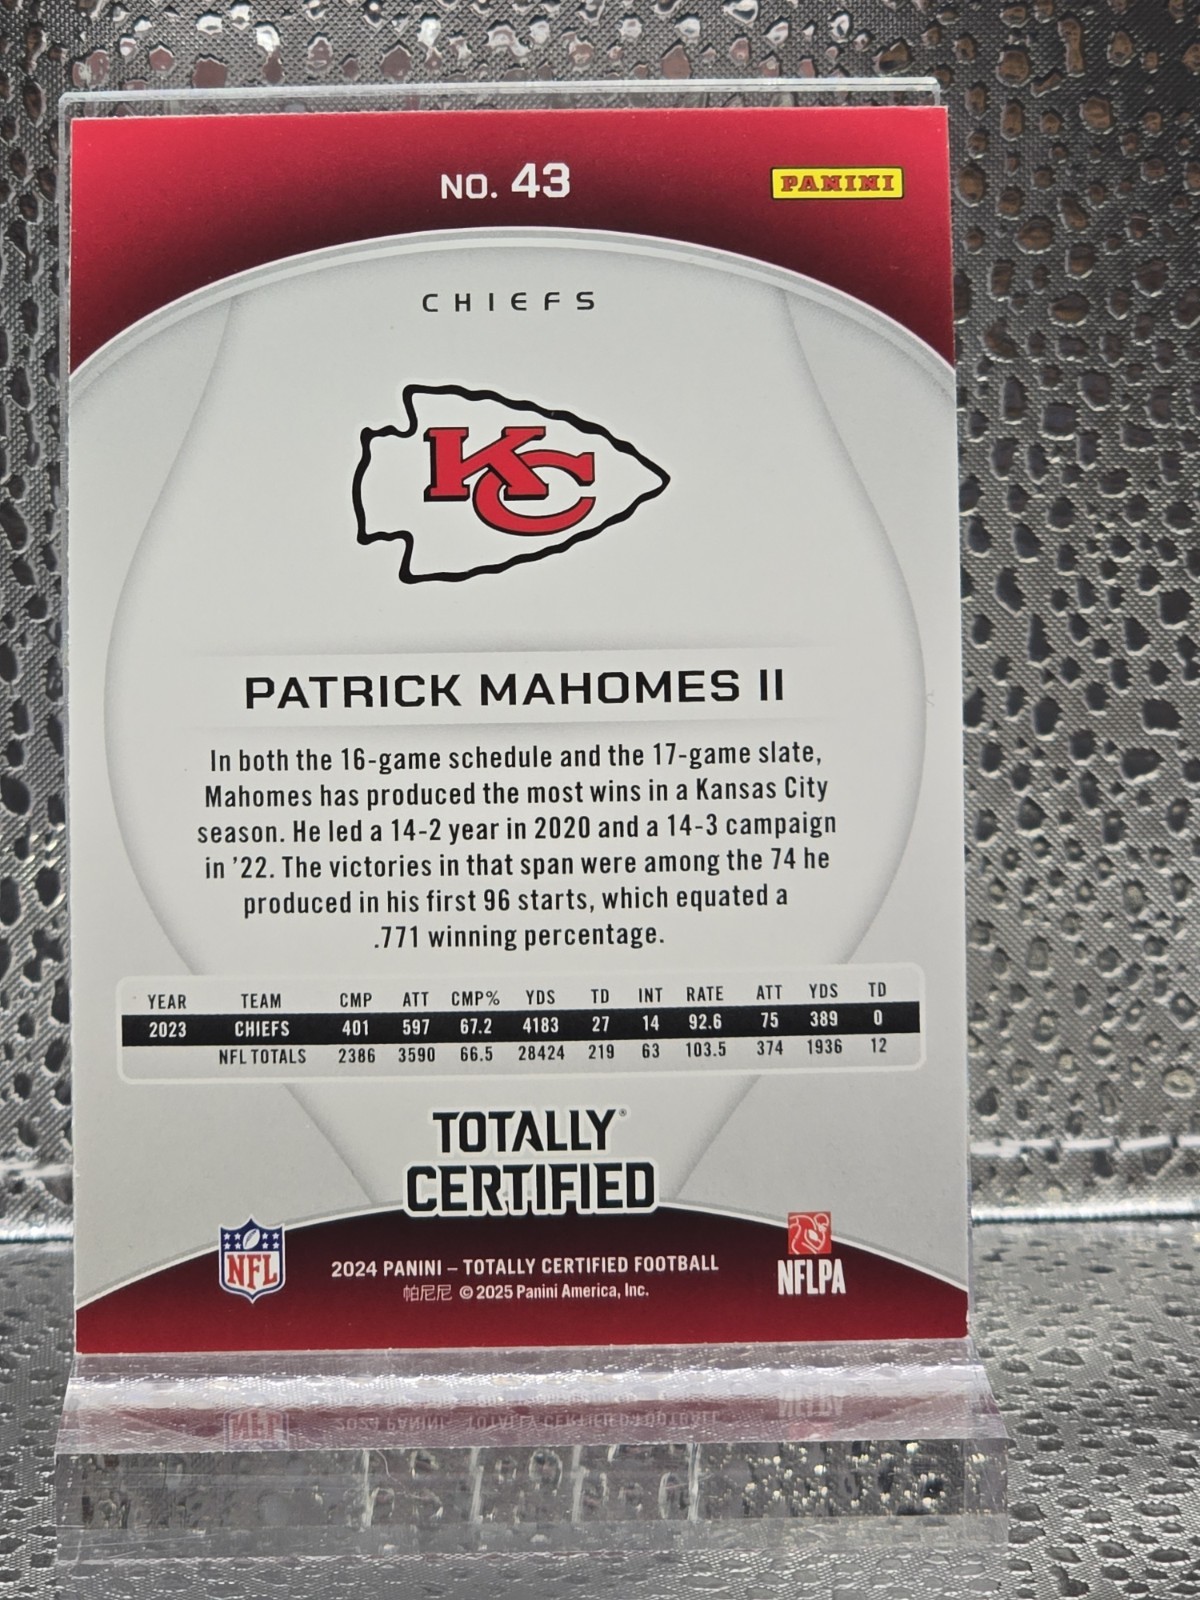 NO. 43
PANINI
CHIEFS
KC
PATRICK MAHOMES II
In both the 16-game schedule and the 17-game slate,
Mahomes has produced the most wins in a Kansas City
season. He led a 14-2 year in 2020 and a 14-3 campaign
in ’22. The victories in that span were among the 74 he
produced in his first 96 starts, which equated a
.771 winning percentage.
YEAR TEAM CMP ATT CMP% YDS TD INT RATE ATT YDS TD
2023 CHIEFS 401 597 67.2 4183 27 14 92.6 75 389 0
NFL TOTALS 2386 3590 66.5 28424 219 63 103.5 374 1936 12
TOTALLY®
CERTIFIED
NFL
2024 PANINI – TOTALLY CERTIFIED FOOTBALL
帕尼尼 © 2025 Panini America, Inc.
NFLPA